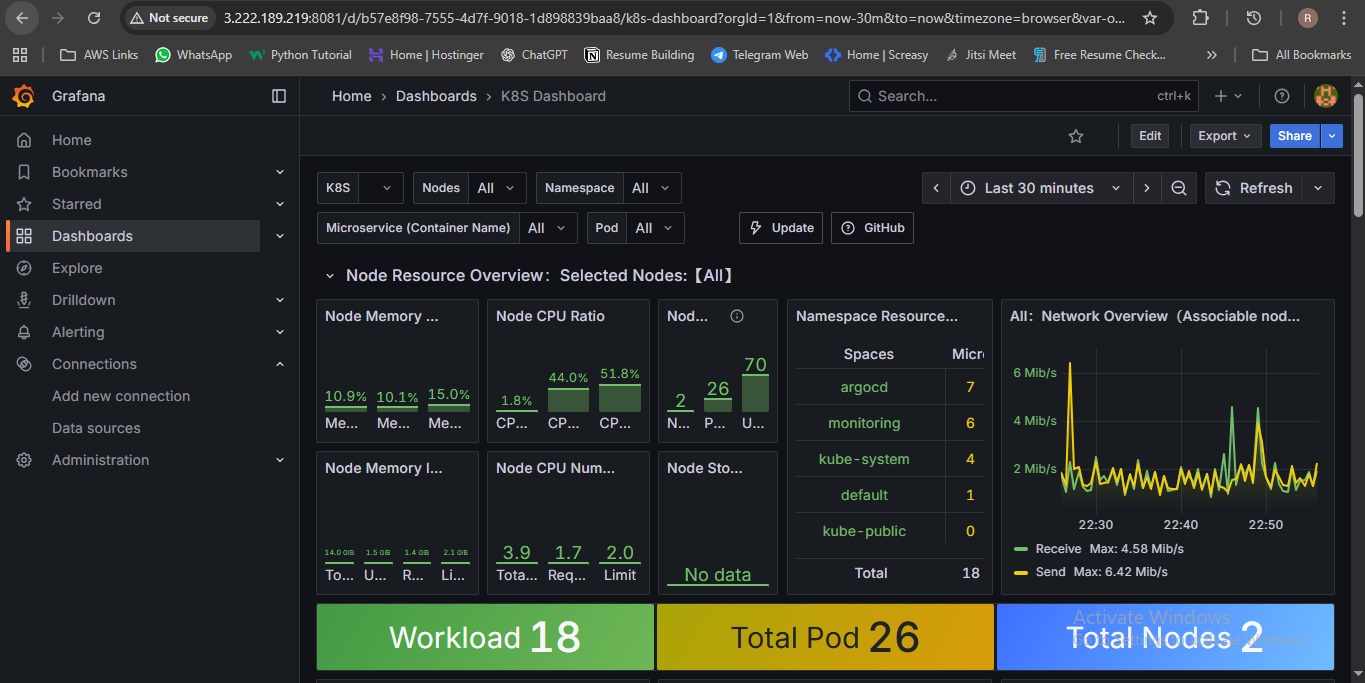 Not secure 3.222.189.219:8081/d/b57e8f98-7555-4d7f-9018-1d898839baa8/k8s-dashboard?orgId=1&from=now-30m&to=now&timezone=browser&var-o...
R
AWS Links WhatsApp Python Tutorial Home | Hostinger ChatGPT Resume Building Telegram Web Home | Screasy Jitsi Meet Free Resume Check... » All Bookmarks
Grafana
Home › Dashboards › K8S Dashboard
Search... ctrl+k
Edit Export Share
Home
Bookmarks
Starred
Dashboards
Explore
Drilldown
Alerting
Connections
Add new connection
Data sources
Administration
K8S Nodes All Namespace All
Last 30 minutes Refresh
Microservice (Container Name) All Pod All Update GitHub
Node Resource Overview：Selected Nodes:【All】
Node Memory ...
10.9% 10.1% 15.0%
Me... Me... Me...
Node CPU Ratio
1.8% 44.0% 51.8%
CP... CP... CP...
Nod...
2 26 70
N... P... U...
Node Memory I...
14.0 GiB 1.5 GiB 1.4 GiB 2.1 GiB
To... U... R... Li...
Node CPU Num...
3.9 1.7 2.0
Tota... Req... Limit
Node Sto...
No data
Namespace Resource...
Spaces Micr
argocd 7
monitoring 6
kube-system 4
default 1
kube-public 0
Total 18
All：Network Overview（Associable nod...
6 Mib/s
4 Mib/s
2 Mib/s
22:30 22:40 22:50
Receive Max: 4.58 Mib/s
Send Max: 6.42 Mib/s
Workload 18
Total Pod 26
Total Nodes 2
Activate Windows